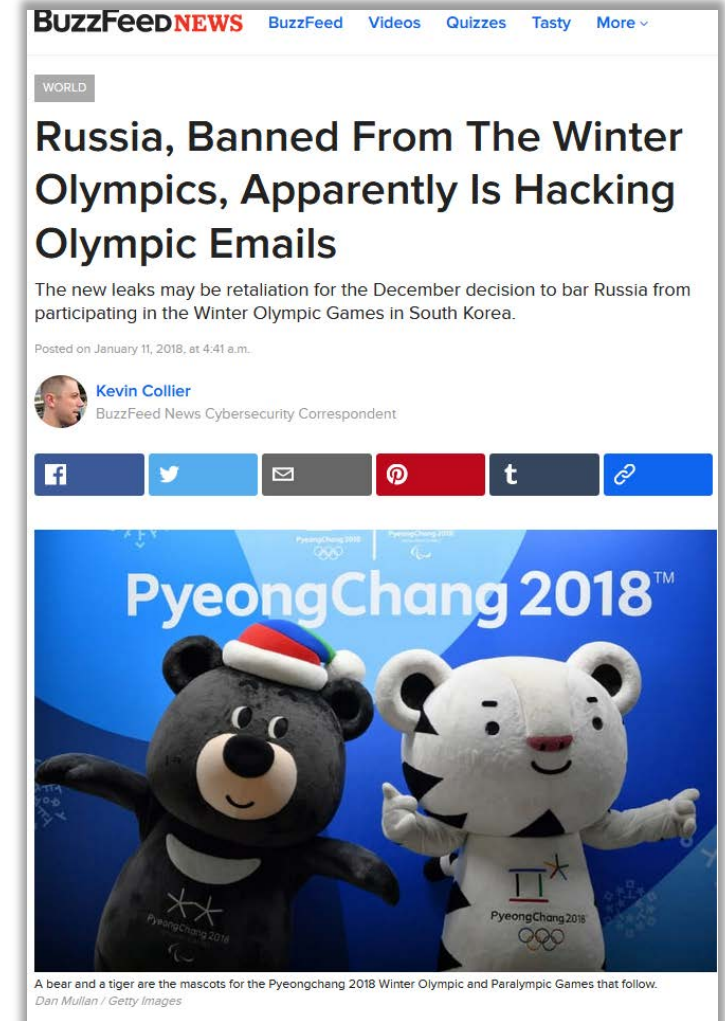 BuzzFeeD NEWS BuzzFeed Videos Quizzes Tasty More
WORLD
Russia, Banned From The Winter
Olympics, Apparently Is Hacking
Olympic Emails
The new leaks may be retaliation for the December decision to bar Russia from
participating in the Winter Olympic Games in South Korea.
Posted on January 11, 2018, at 4:41 a.m.
Kevin Collier
BuzzFeed News Cybersecurity Correspondent
PyeongChang 2018 PyeongChang 2018
PyeongChang 2018™
PyeongChang 2018
PyeongChang 2018
A bear and a tiger are the mascots for the Pyeongchang 2018 Winter Olympic and Paralympic Games that follow.
Dan Mullan / Getty Images